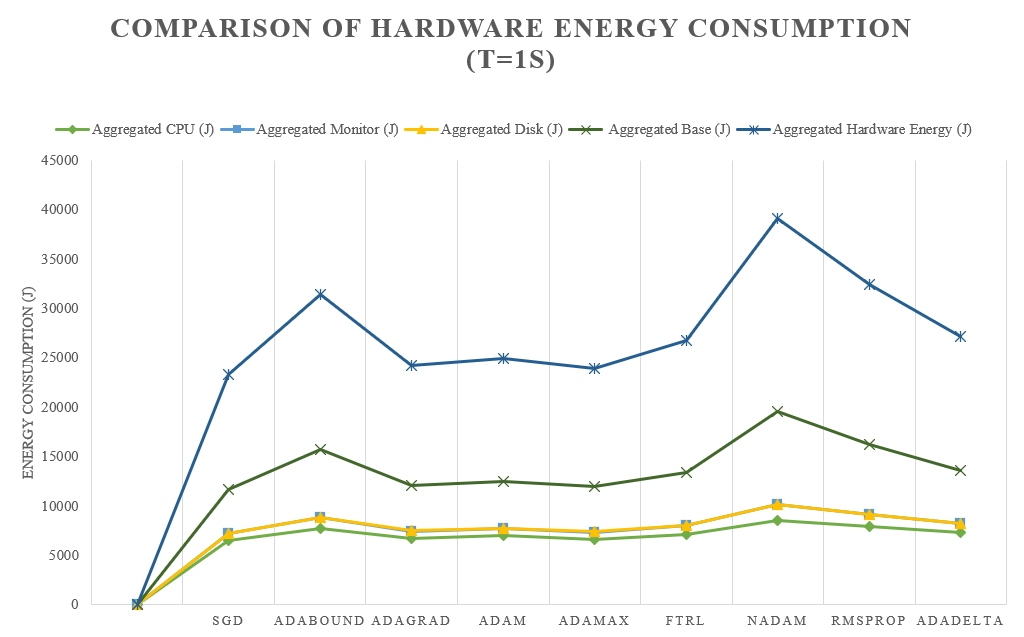 COMPARISON OF HARDWARE ENERGY CONSUMPTION
(T=1S)
Aggregated CPU (J) Aggregated Monitor (J) Aggregated Disk (J) Aggregated Base (J) Aggregated Hardware Energy (J)
45000
40000
35000
30000
25000
20000
15000
10000
5000
0
ENERGY CONSUMPTION (J)
SGD ADABOUND ADAGRAD ADAM ADAMAX FTRL NADAM RMSPROP ADADELTA